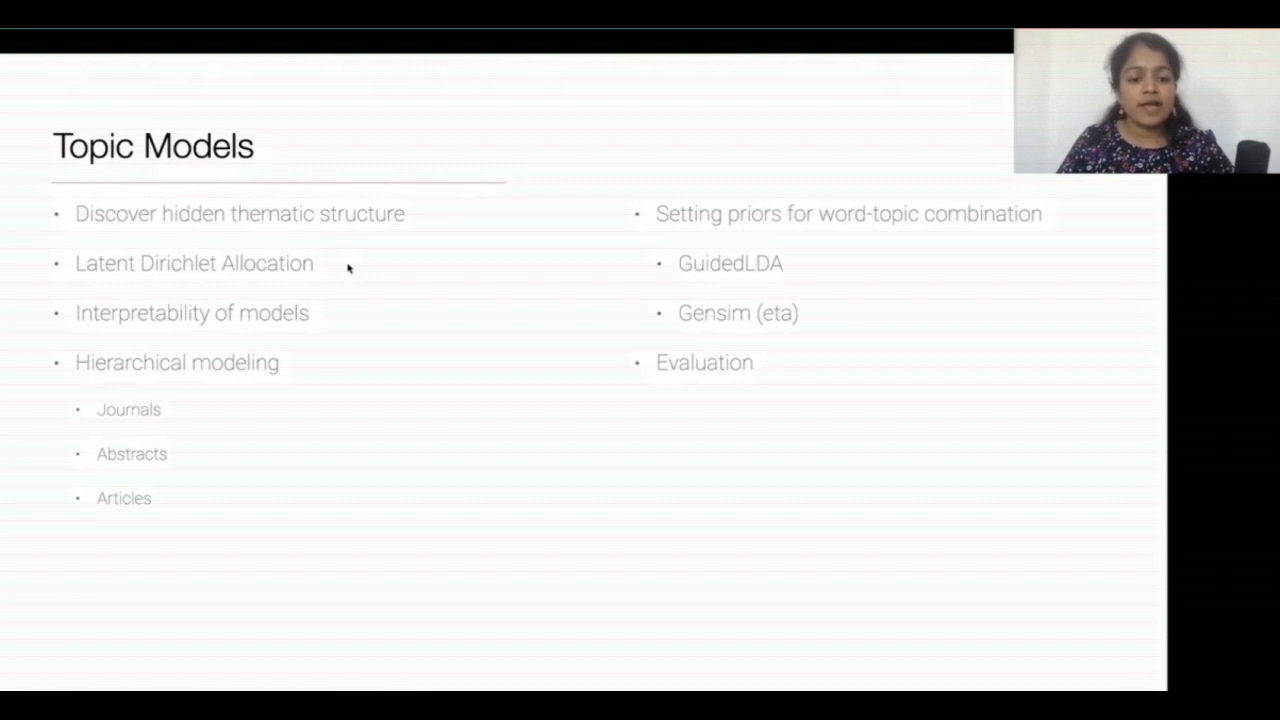 Topic Models
• Discover hidden thematic structure
• Latent Dirichlet Allocation
• Interpretability of models
• Hierarchical modeling
• Journals
• Abstracts
• Articles
• Setting priors for word-topic combination
• GuidedLDA
• Gensim (eta)
• Evaluation